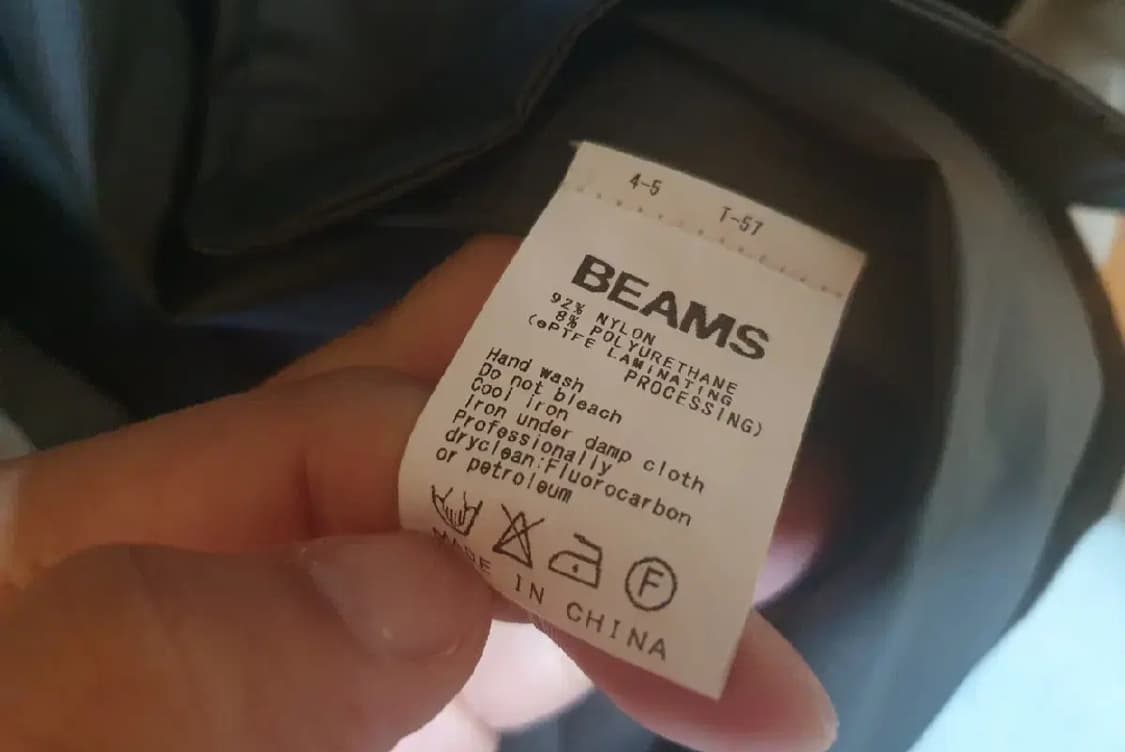 4-5 T-57
BEAMS
92% NYLON
8% POLYURETHANE
(ePTFE LAMINATING
PROCESSING)
Hand wash
Do not bleach
Cool iron
Iron under damp cloth
Professionally
dryclean:Fluorocarbon
or petroleum
F
MADE IN CHINA